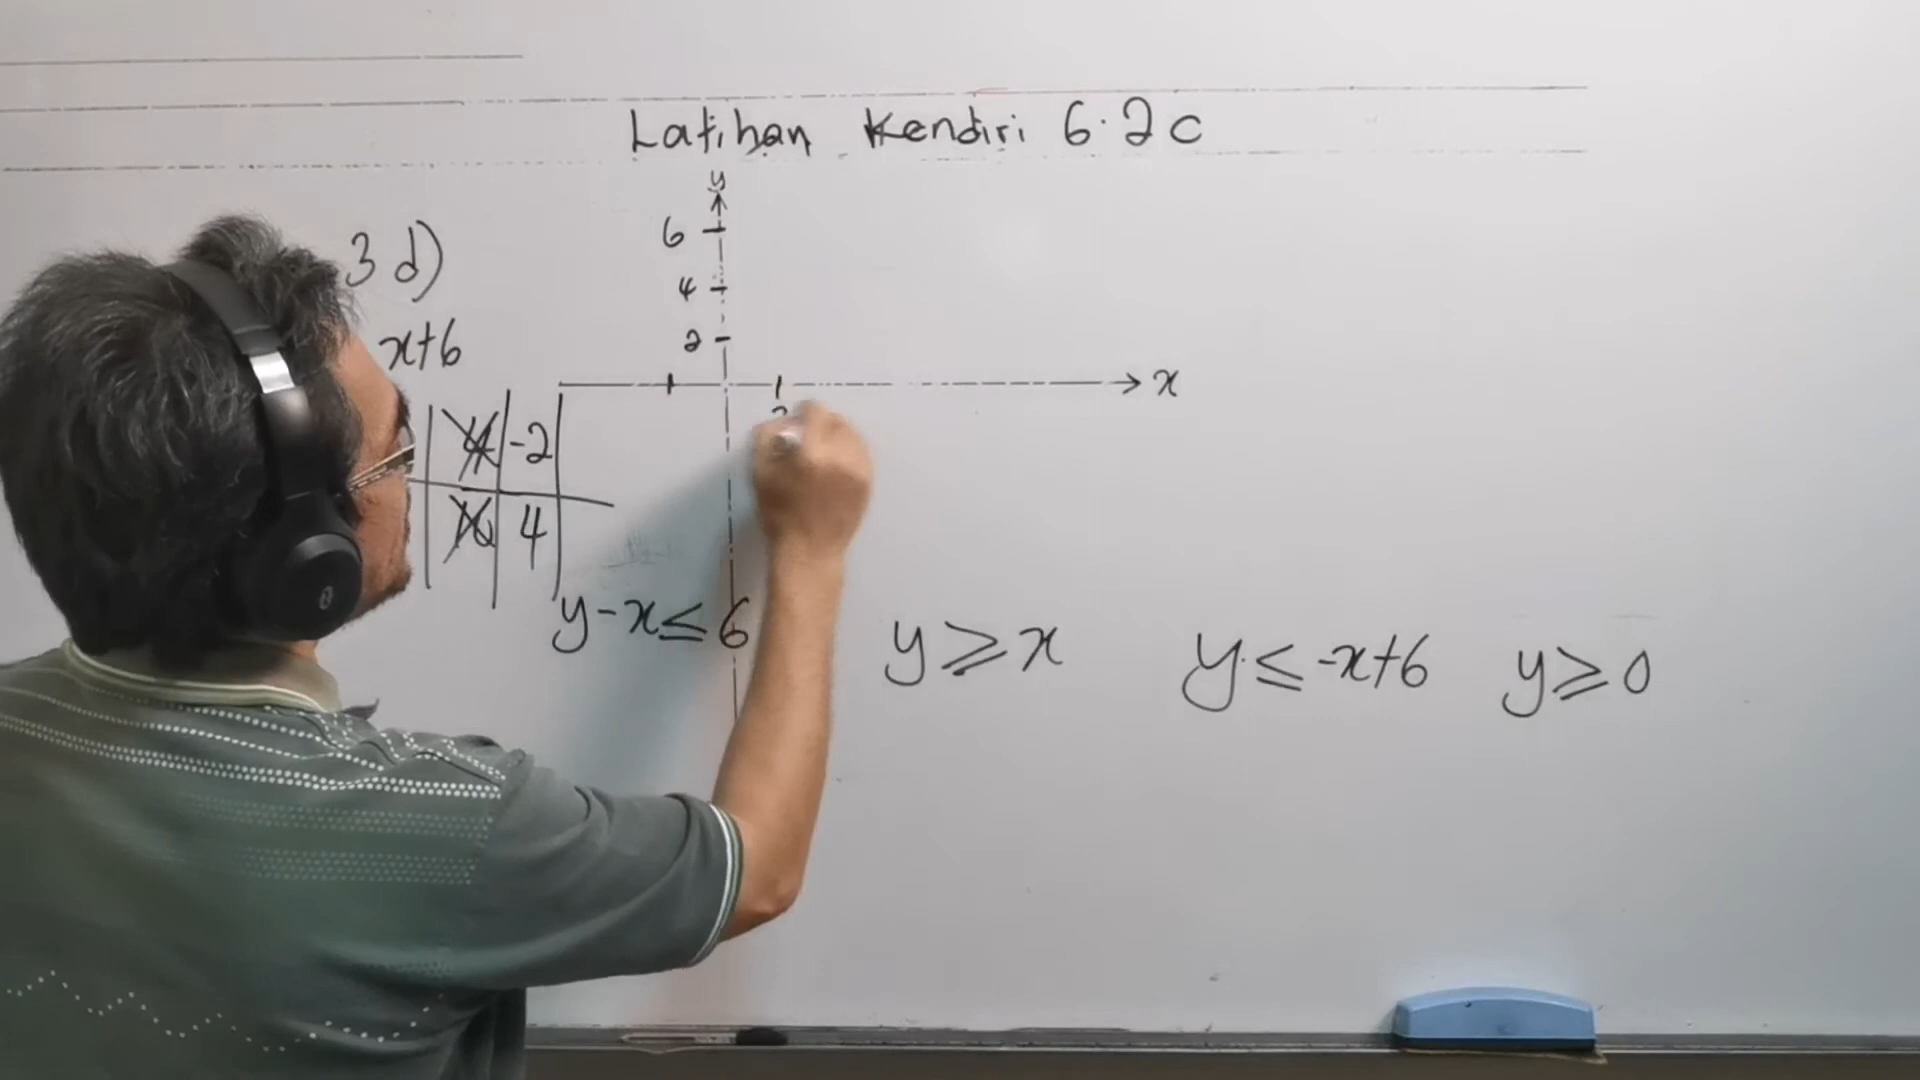 Latihan Kendiri 6.2c
y
6
3 d)
4
x+6
2
x
-2
4
y-x≤6
y≥x
y≤-x+6
y≥0